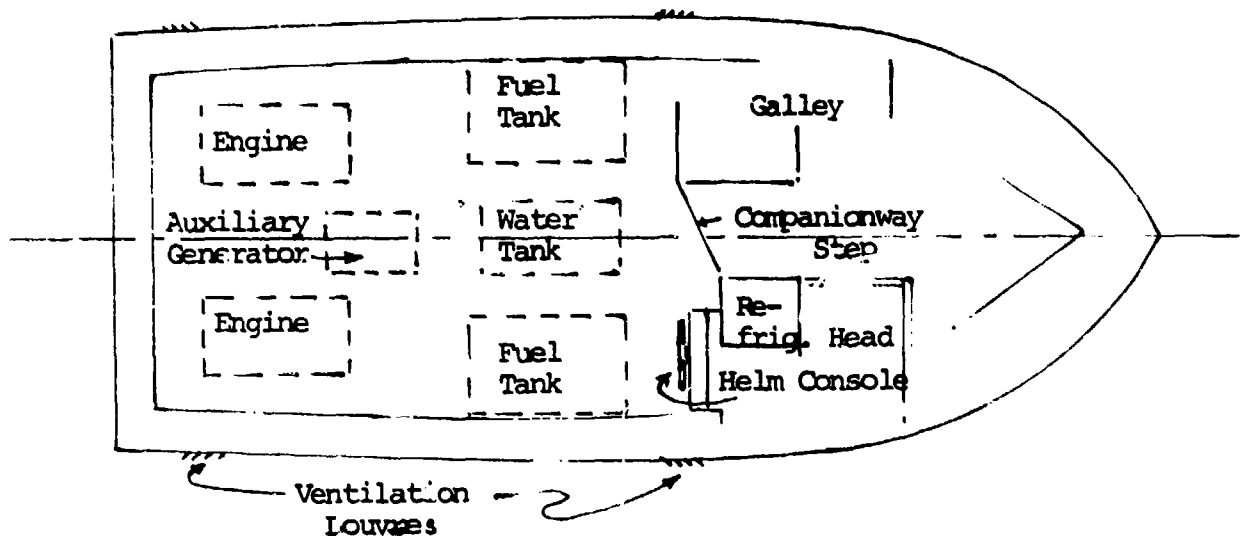 Fuel
Tank
Galley
Engine
Auxiliary
Generator
Water
Tank
Companionway
Step
Engine
Fuel
Tank
Re-
frig.
Head
Helm Console
Ventilation
Louvres